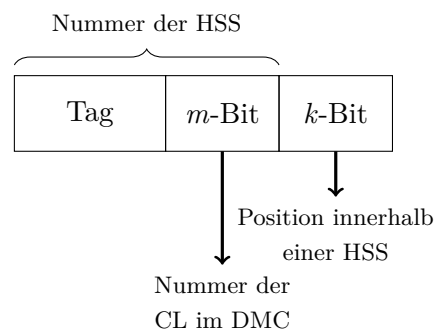 Nummer der HSS
Tag m-Bit k-Bit
Position innerhalb
einer HSS
Nummer der
CL im DMC